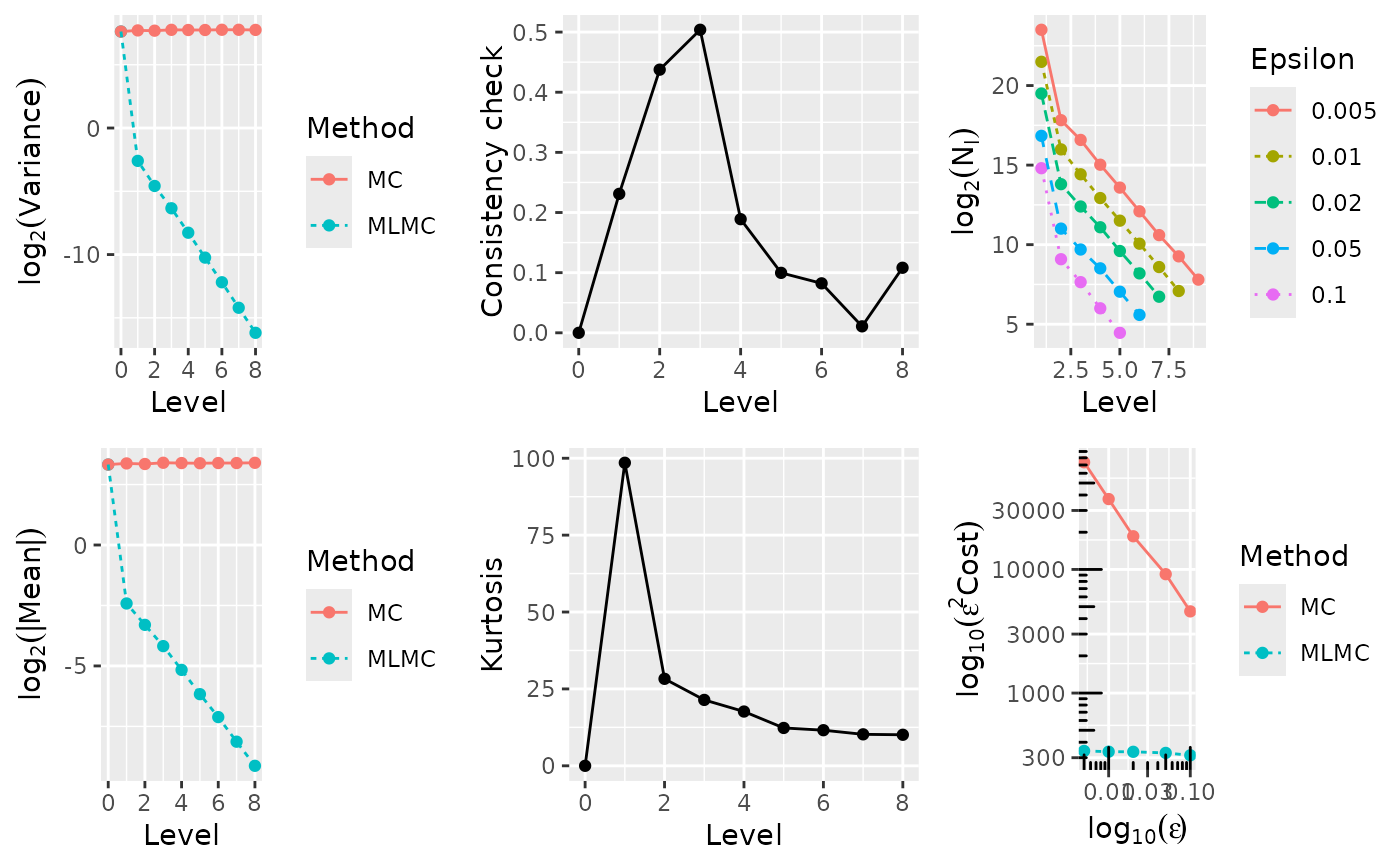 log2(Variance)
0
-10
0 2 4 6 8
Level
Method
MC
MLMC
Consistency check
0.5
0.4
0.3
0.2
0.1
0.0
0 2 4 6 8
Level
log2(Nl)
20
15
10
5
2.5 5.0 7.5
Level
Epsilon
0.005
0.01
0.02
0.05
0.1
log2(|Mean|)
0
-5
0 2 4 6 8
Level
Method
MC
MLMC
Kurtosis
100
75
50
25
0
0 2 4 6 8
Level
log10(ε2Cost)
30000
10000
3000
1000
300
0.01 0.03 0.10
log10(ε)
Method
MC
MLMC